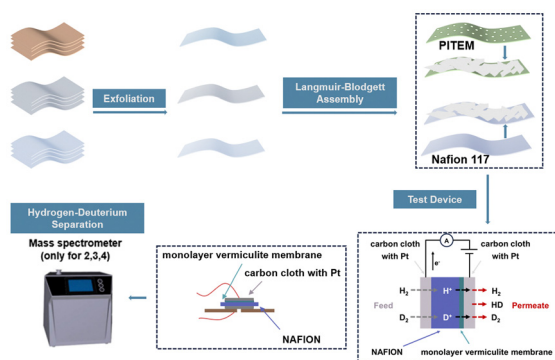 Exfoliation
Langmuir-Blodgett
Assembly
PITEM
Nafion 117
Test Device
Hydrogen-Deuterium
Separation
Mass spectrometer
(only for 2,3,4)
monolayer vermiculite membrane
carbon cloth with Pt
NAFION
carbon cloth
with Pt
A
carbon cloth
with Pt
e-
H₂
H⁺
H₂
Feed
HD
Permeate
D₂
D⁺
D₂
NAFION
monolayer vermiculite membrane